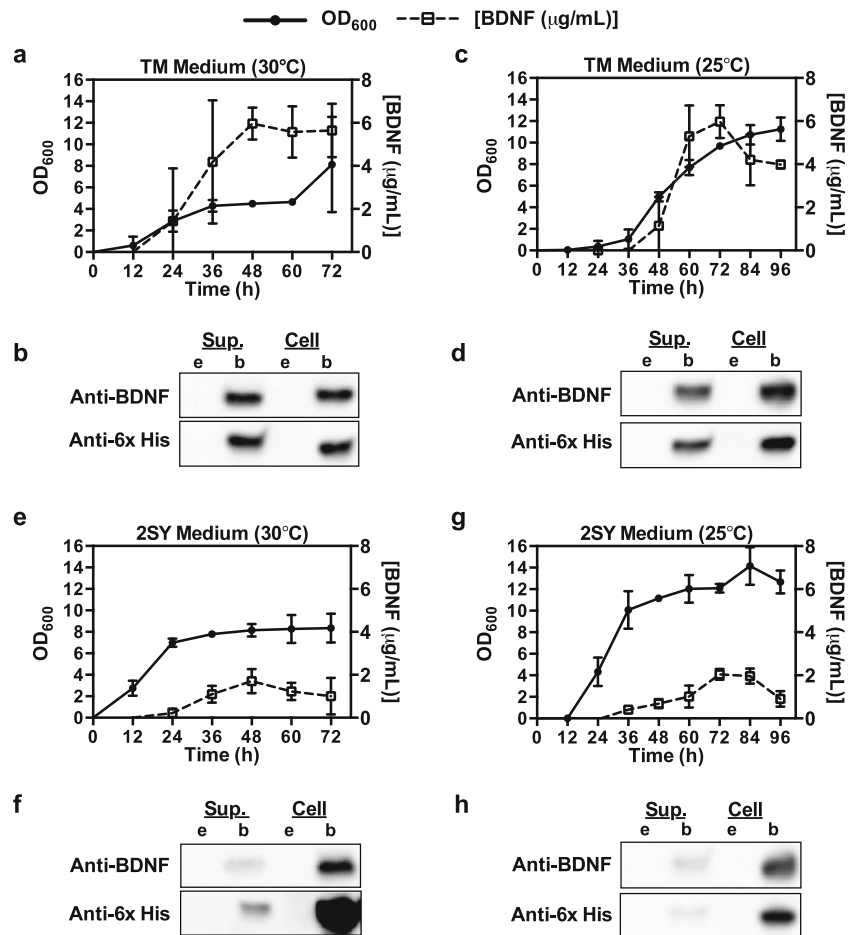 OD600 [BDNF (μg/mL)]
a
TM Medium (30°C)
16
14
12
10
8
6
4
2
0
OD600
8
6
4
2
0
[BDNF (μg/mL)]
0 12 24 36 48 60 72
Time (h)
c
TM Medium (25°C)
16
14
12
10
8
6
4
2
0
OD600
8
6
4
2
0
[BDNF (μg/mL)]
0 12 24 36 48 60 72 84 96
Time (h)
b
Sup. Cell
e b e b
Anti-BDNF
Anti-6x His
d
Sup. Cell
e b e b
Anti-BDNF
Anti-6x His
e
2SY Medium (30°C)
16
14
12
10
8
6
4
2
0
OD600
8
6
4
2
0
[BDNF (μg/mL)]
0 12 24 36 48 60 72
Time (h)
g
2SY Medium (25°C)
16
14
12
10
8
6
4
2
0
OD600
8
6
4
2
0
[BDNF (μg/mL)]
0 12 24 36 48 60 72 84 96
Time (h)
f
Sup. Cell
e b e b
Anti-BDNF
Anti-6x His
h
Sup. Cell
e b e b
Anti-BDNF
Anti-6x His